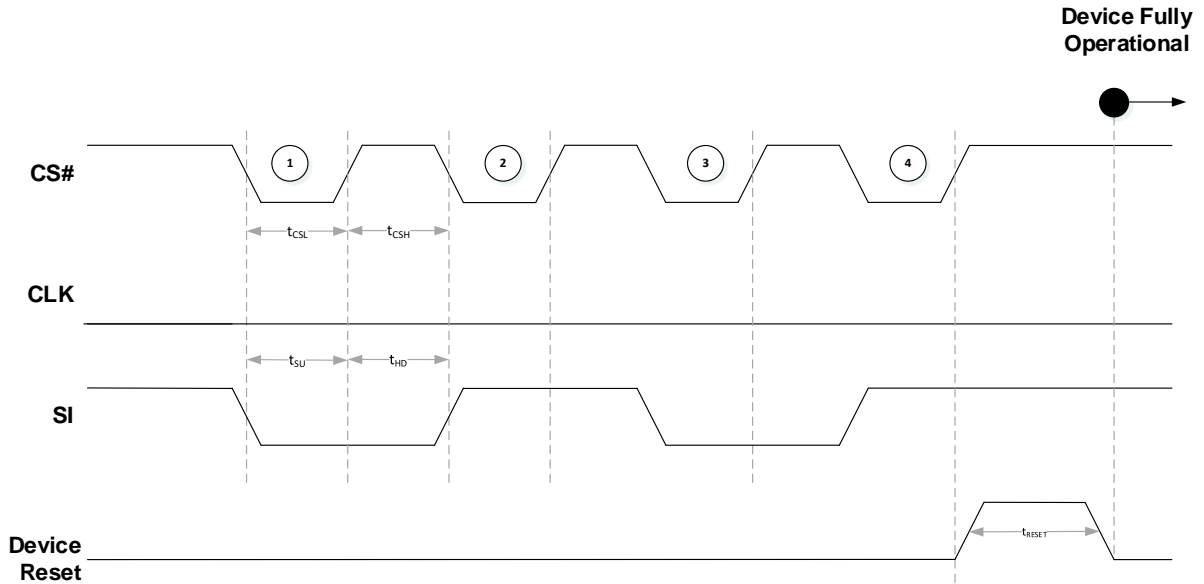 Device Fully
Operational
CS#
1
2
3
4
tCSL
tCSH
CLK
tSU
tHD
SI
Device
Reset
tRESET